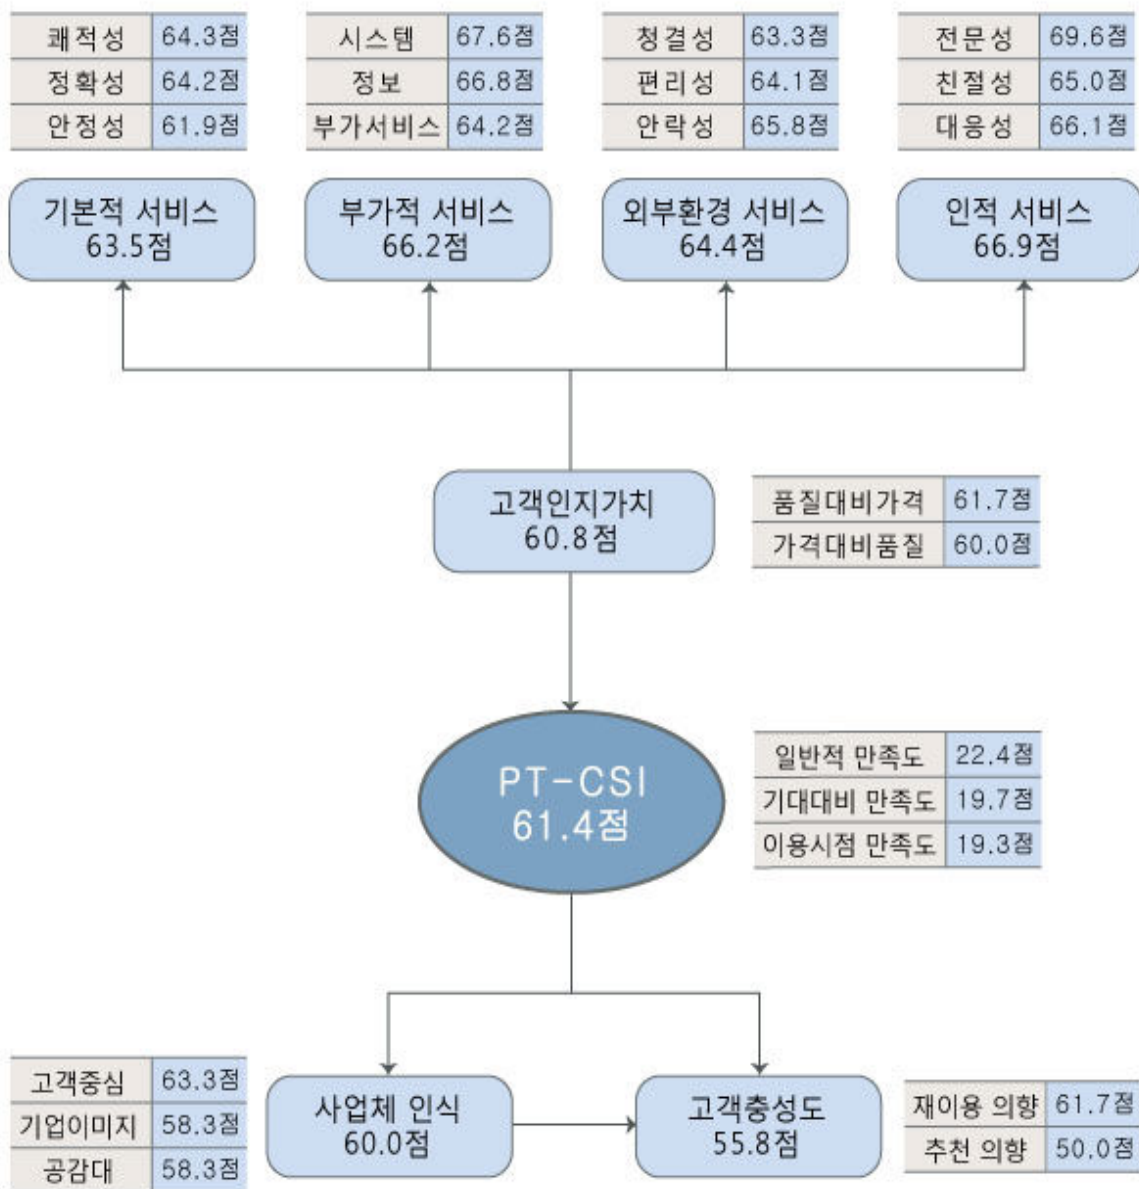 쾌적성 64.3점
정확성 64.2점
안정성 61.9점
시스템 67.6점
정보 66.8점
부가서비스 64.2점
청결성 63.3점
편리성 64.1점
안락성 65.8점
전문성 69.6점
친절성 65.0점
대응성 66.1점
기본적 서비스
63.5점
부가적 서비스
66.2점
외부환경 서비스
64.4점
인적 서비스
66.9점
고객인지가치
60.8점
품질대비가격 61.7점
가격대비품질 60.0점
PT-CSI
61.4점
일반적 만족도 22.4점
기대대비 만족도 19.7점
이용시점 만족도 19.3점
고객중심 63.3점
기업이미지 58.3점
공감대 58.3점
사업체 인식
60.0점
고객충성도
55.8점
재이용 의향 61.7점
추천 의향 50.0점